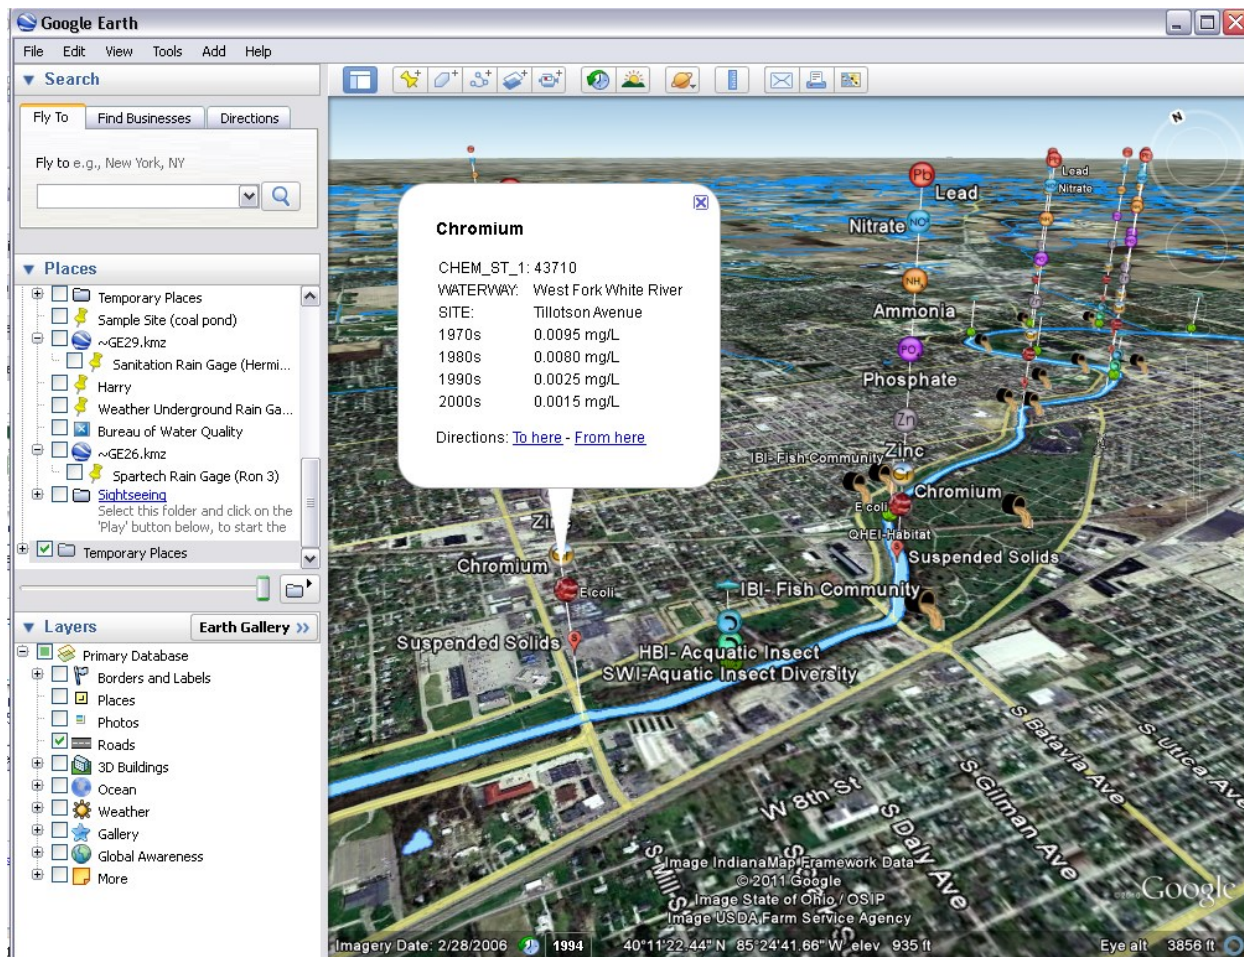 Google Earth
File Edit View Tools Add Help
Search
Fly To Find Businesses Directions
Fly to e.g., New York, NY
Places
Temporary Places
Sample Site (coal pond)
~GE29.kmz
Sanitation Rain Gage (Hermi...
Harry
Weather Underground Rain Ga...
Bureau of Water Quality
~GE26.kmz
Spartech Rain Gage (Ron 3)
Sightseeing
Select this folder and click on the
'Play' button below, to start the
Temporary Places
Layers Earth Gallery >>
Primary Database
Borders and Labels
Places
Photos
Roads
3D Buildings
Ocean
Weather
Gallery
Global Awareness
More
N
Chromium
CHEM_ST_1: 43710
WATERWAY: West Fork White River
SITE: Tillotson Avenue
1970s 0.0095 mg/L
1980s 0.0080 mg/L
1990s 0.0025 mg/L
2000s 0.0015 mg/L
Directions: To here - From here
Pb
Lead
Nitrate
Ammonia
PO
Phosphate
Zn
Zinc
IBI- Fish Community
Chromium
E coli
QHEI-Habitat
Suspended Solids
Lead
Nitrate
Zinc
Chromium
E coli
Suspended Solids
IBI- Fish Community
HBI- Acquatic Insect
SWI-Aquatic Insect Diversity
S Batavia Ave
S Utica Ave
S Gilman Ave
W 8th St
S Daly Ave
Image IndianaMap Framework Data
© 2011 Google
Image State of Ohio / OSIP
Image USDA Farm Service Agency
Google
Imagery Date: 2/28/2006 1994 40°11'22.44" N 85°24'41.66" W elev 935 ft Eye alt 3856 ft